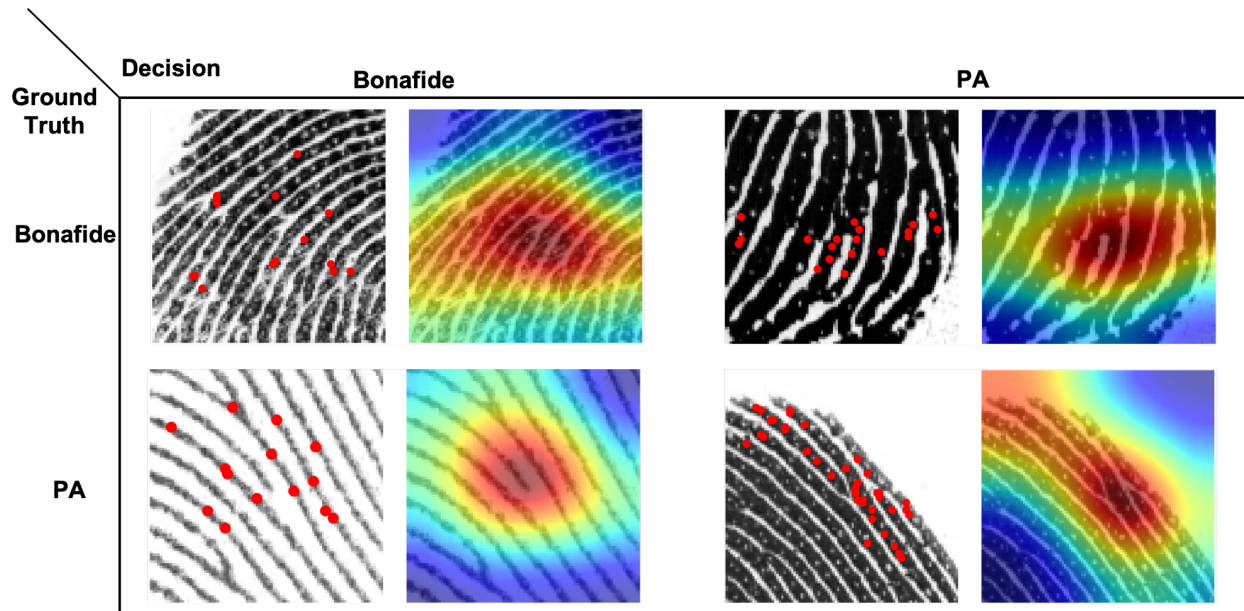 Decision
Bonafide
PA
Ground
Truth
Bonafide
PA